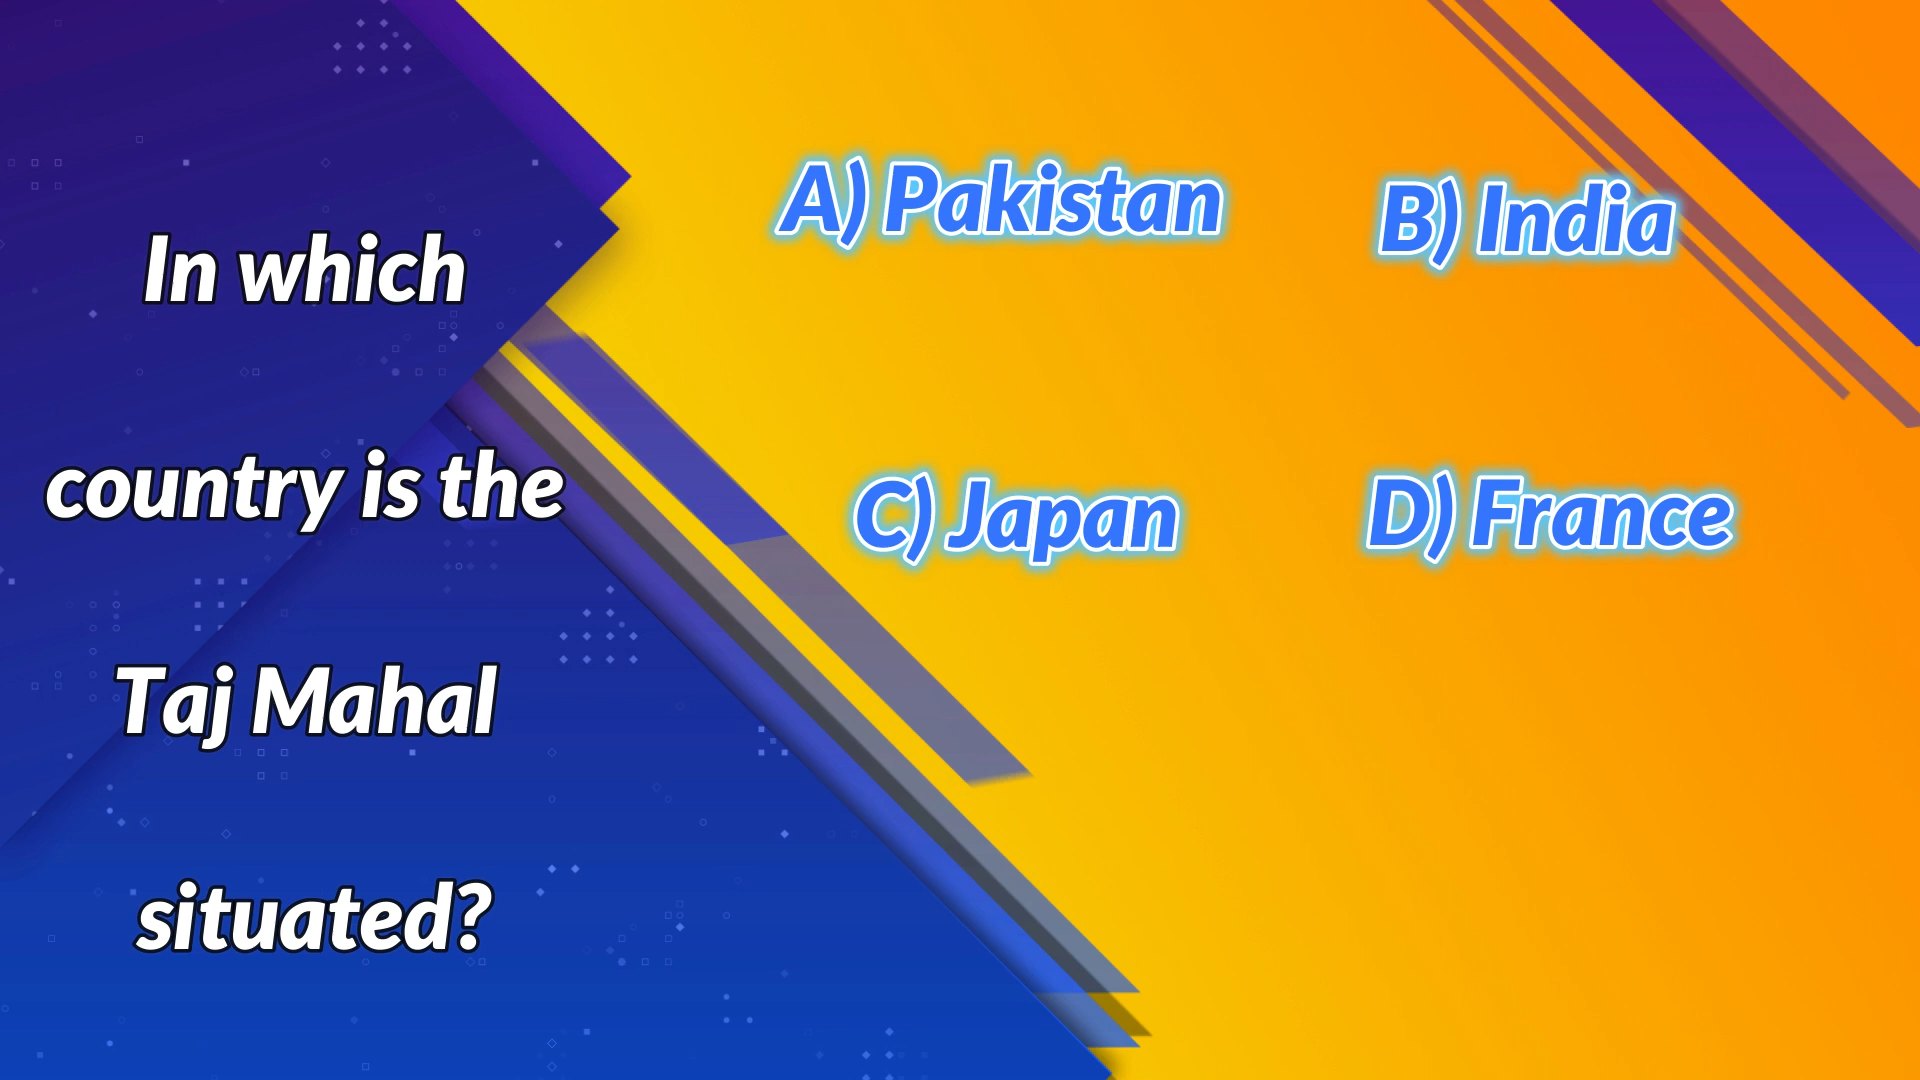 In which
country is the
Taj Mahal
situated?
A) Pakistan
B) India
C) Japan
D) France